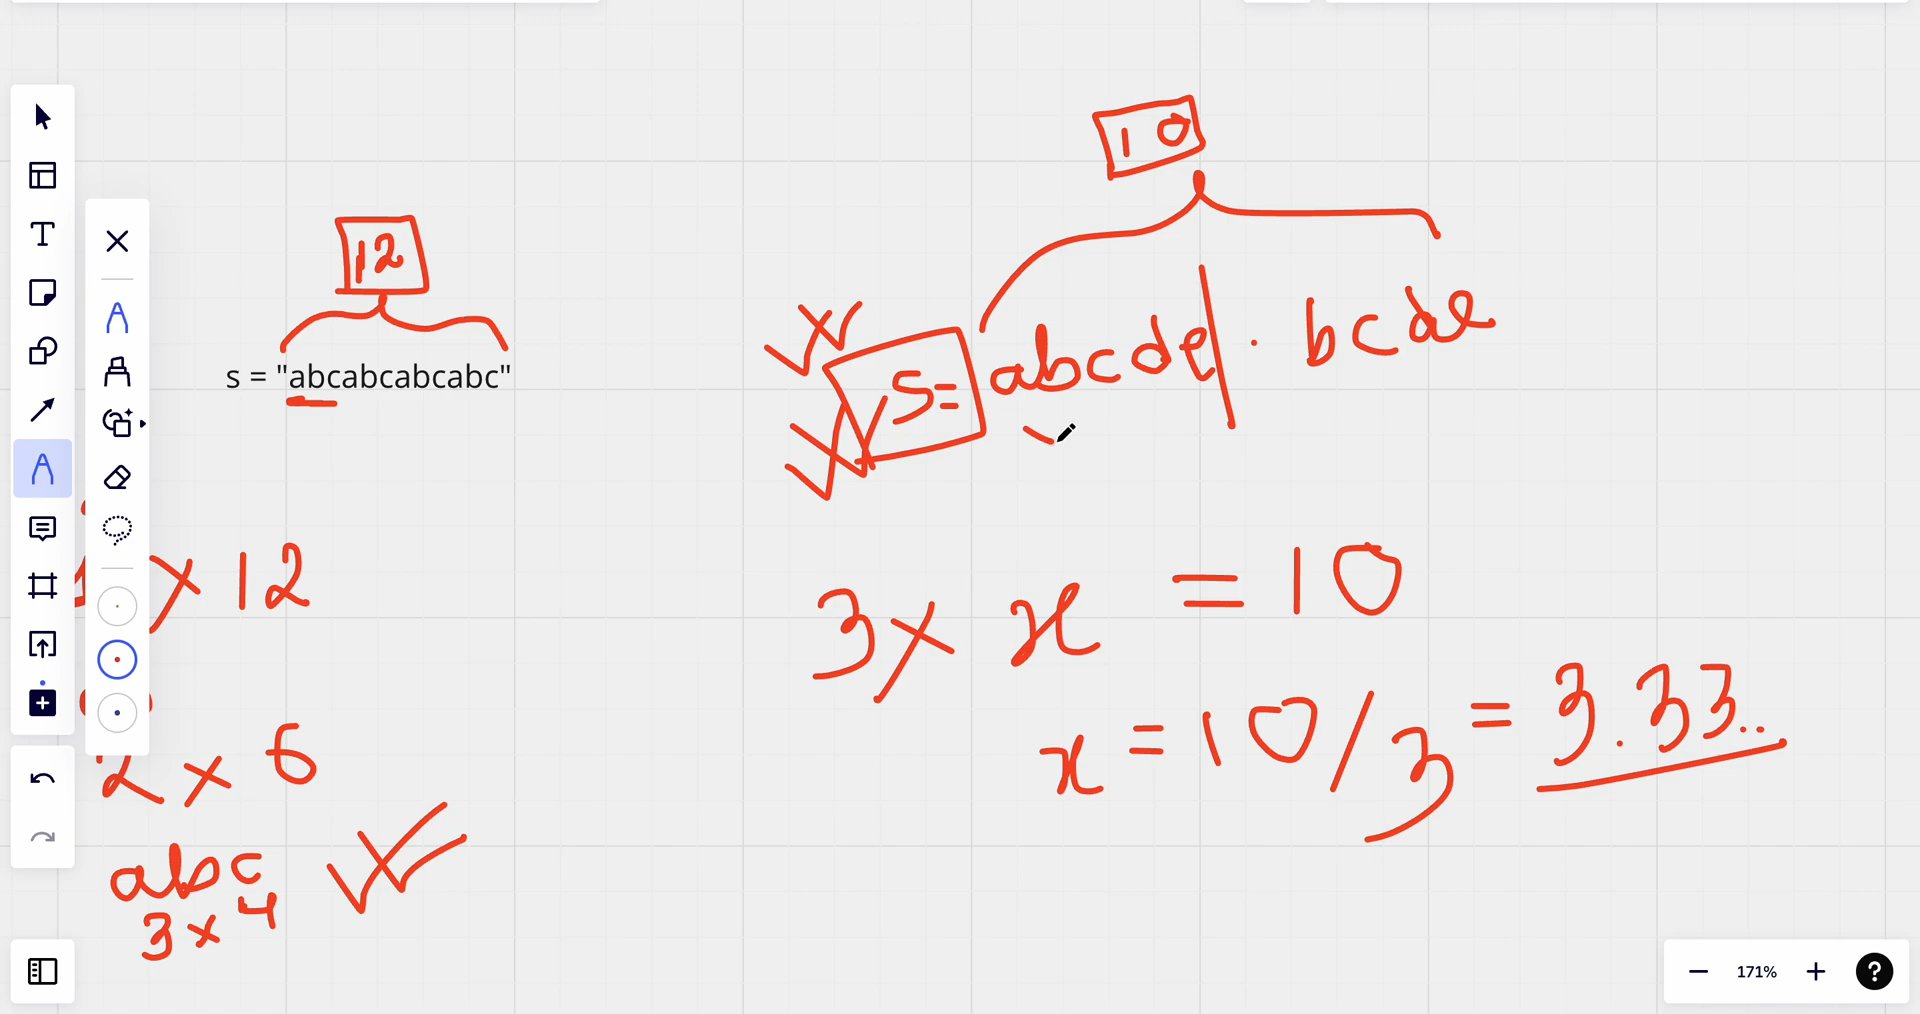 10
12
s = "abcabcabcabc"
S= abcde . bcde
x 12
3 x x = 10
2 x 6
x = 10/3 = 3.33..
abc
3 x 4
171%